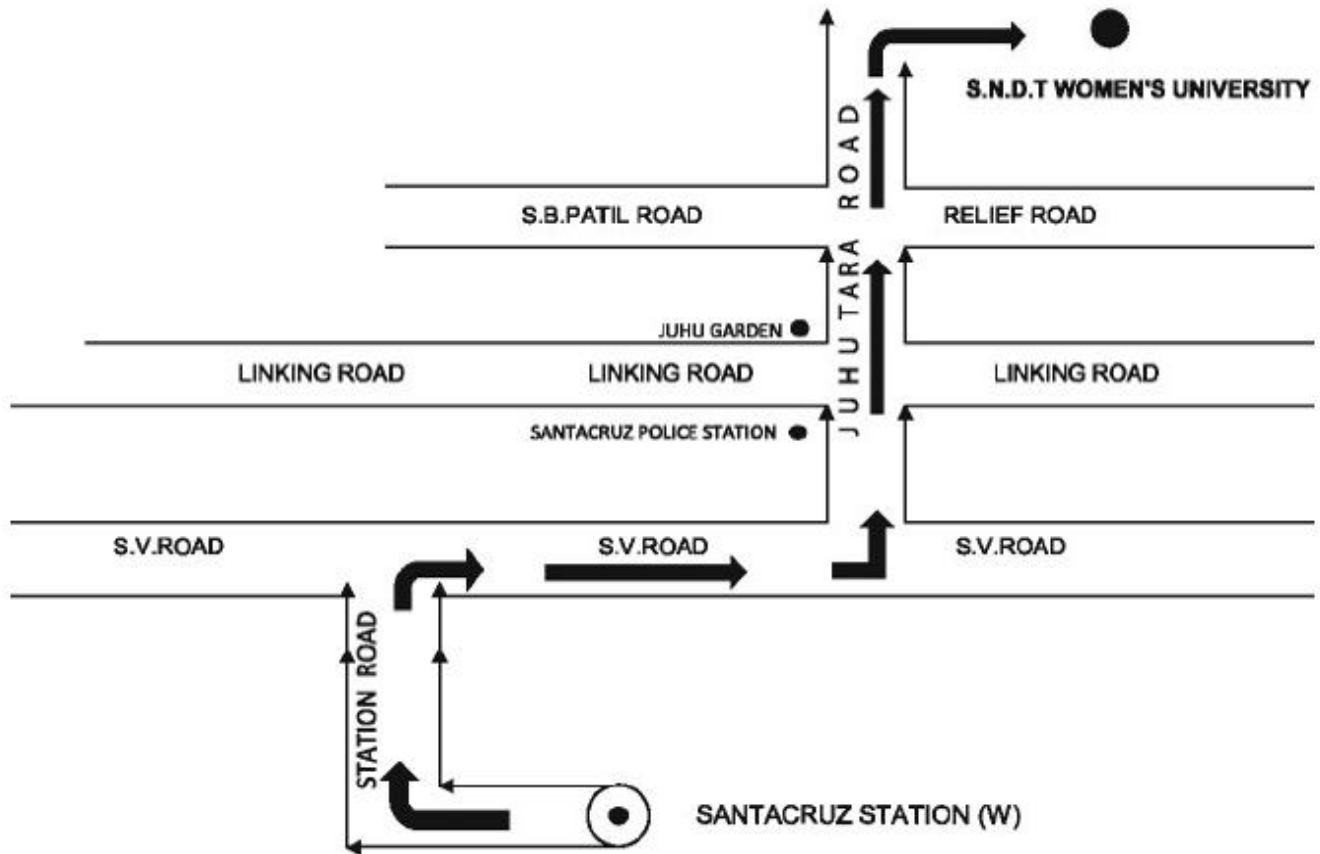 S.N.D.T WOMEN'S UNIVERSITY
JUHU TARA ROAD
S.B.PATIL ROAD
RELIEF ROAD
JUHU GARDEN
LINKING ROAD
LINKING ROAD
LINKING ROAD
SANTACRUZ POLICE STATION
S.V.ROAD
S.V.ROAD
S.V.ROAD
STATION ROAD
SANTACRUZ STATION (W)